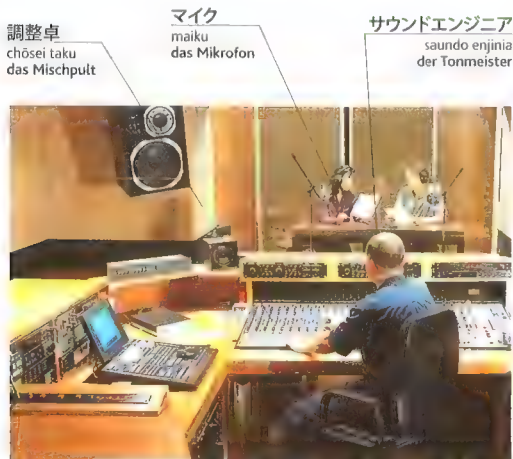 調整卓
chōsei taku
das Mischpult
マイク
maiku
das Mikrofon
サウンドエンジニア
saundo enjinia
der Tonmeister